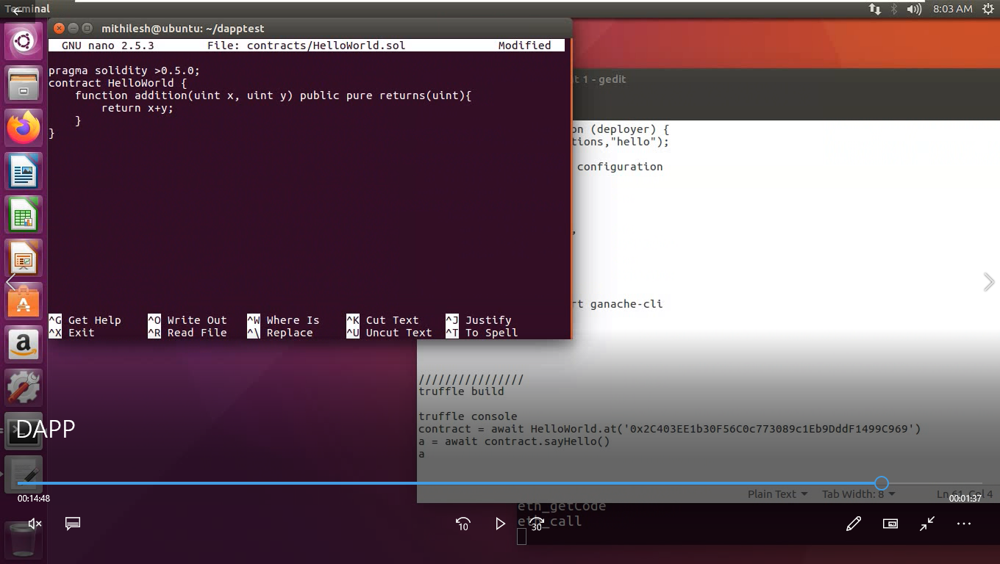 Terminal
8:03 AM
mithilesh@ubuntu: ~/dapptest
GNU nano 2.5.3 File: contracts/HelloWorld.sol Modified
pragma solidity >0.5.0;
contract HelloWorld {
    function addition(uint x, uint y) public pure returns(uint){
        return x+y;
    }
}
^G Get Help ^O Write Out ^W Where Is ^K Cut Text ^J Justify
^X Exit ^R Read File ^\ Replace ^U Uncut Text ^T To Spell
t 1 - gedit
on (deployer) {
tions,"hello");
configuration
,
rt ganache-cli
////////////////
truffle build
truffle console
contract = await HelloWorld.at('0x2C403EE1b30F56C0c773089c1Eb9DddF1499C969')
a = await contract.sayHello()
a
Plain Text Tab Width: 8 Ln 61, Col 4
eth_getCode
eth_call
DAPP
00:14:48
00:01:37
10
30